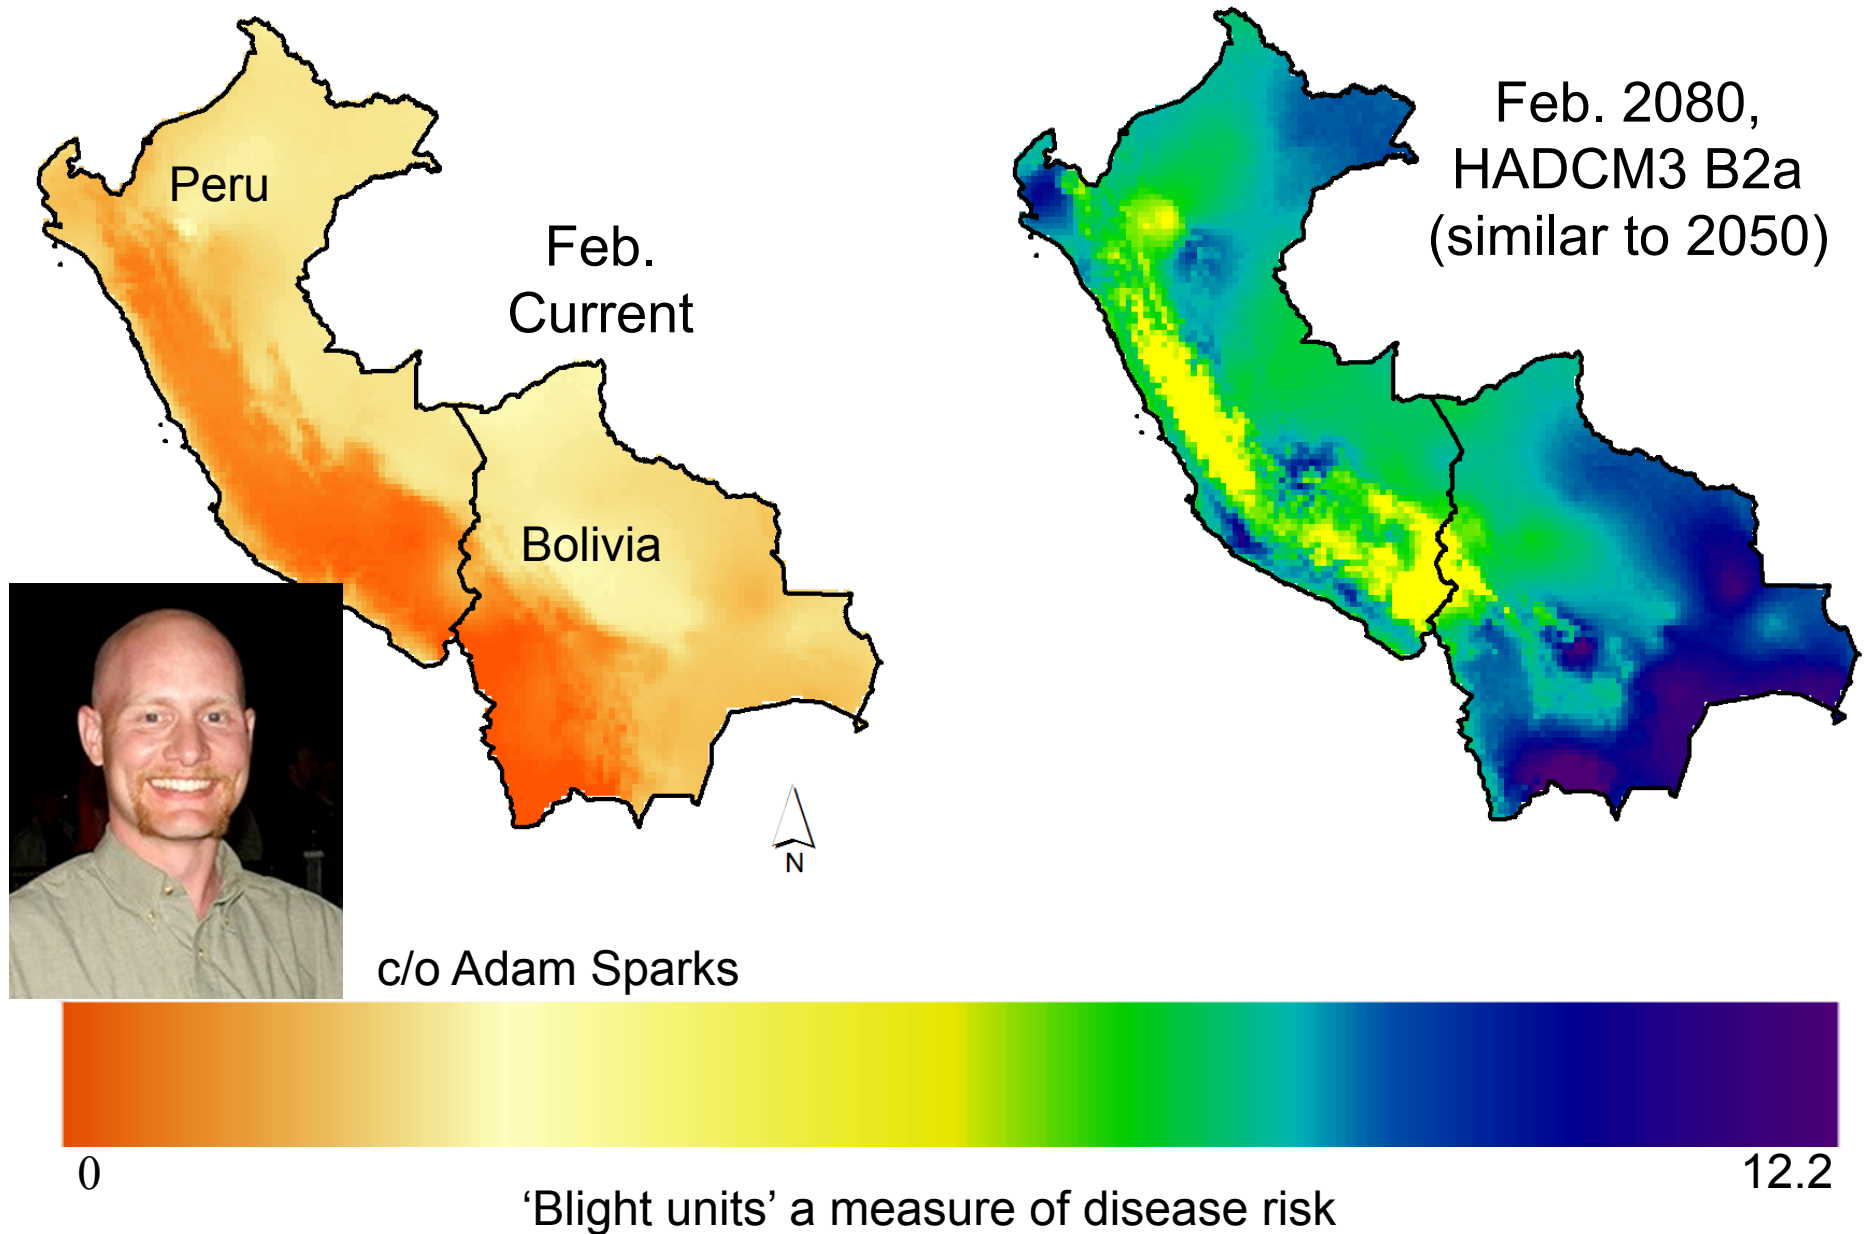 Peru
Feb.
Current
Bolivia
N
Feb. 2080,
HADCM3 B2a
(similar to 2050)
c/o Adam Sparks
0
12.2
‘Blight units’ a measure of disease risk